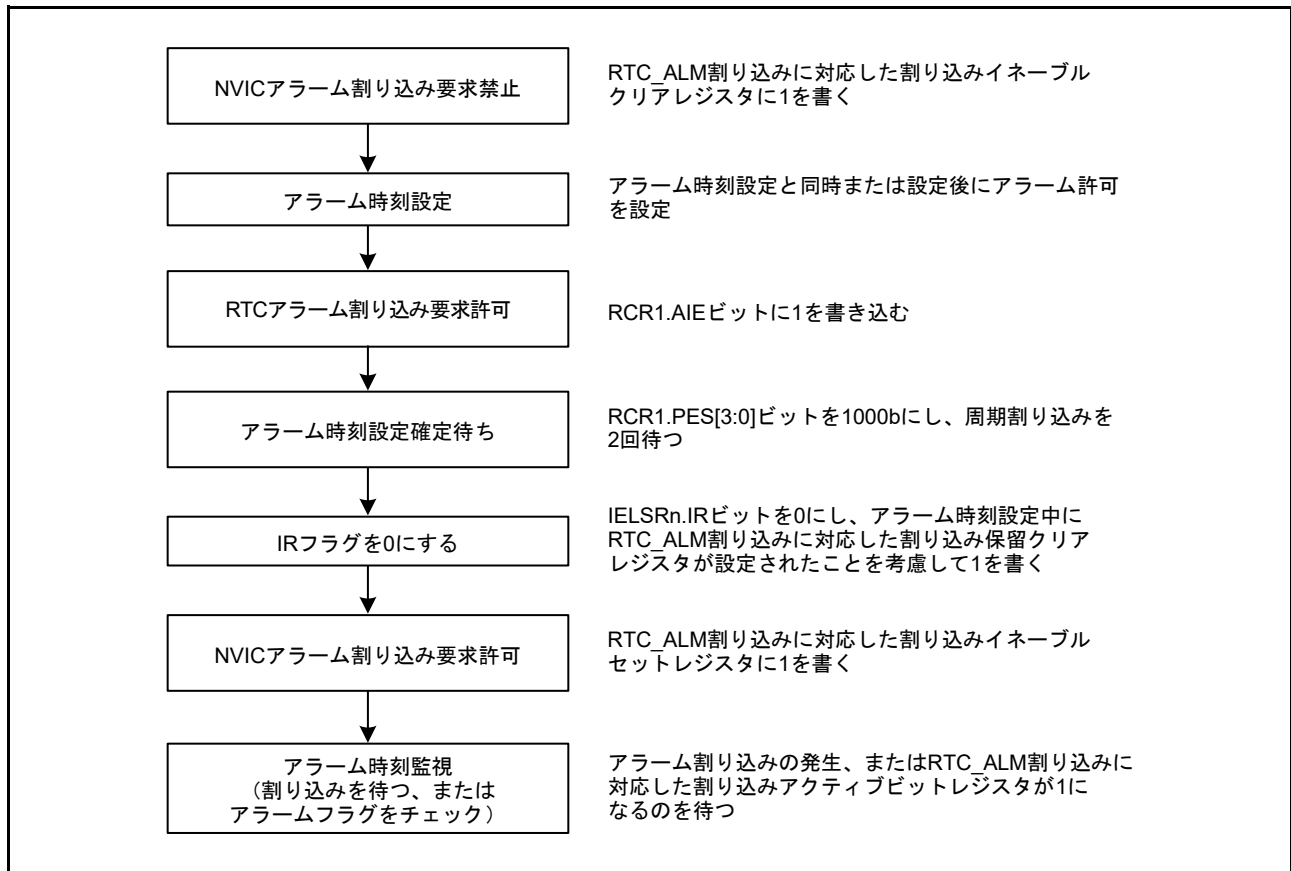 NVICアラーム割り込み要求禁止
RTC_ALM割り込みに対応した割り込みイネーブル
クリアレジスタに1を書く
アラーム時刻設定
アラーム時刻設定と同時または設定後にアラーム許可
を設定
RTCアラーム割り込み要求許可
RCR1.AIEビットに1を書き込む
アラーム時刻設定確定待ち
RCR1.PES[3:0]ビットを1000bにし、周期割り込みを
2回待つ
IRフラグを0にする
IELSRn.IRビットを0にし、アラーム時刻設定中に
RTC_ALM割り込みに対応した割り込み保留クリア
レジスタが設定されたことを考慮して1を書く
NVICアラーム割り込み要求許可
RTC_ALM割り込みに対応した割り込みイネーブル
セットレジスタに1を書く
アラーム時刻監視
（割り込みを待つ、または
アラームフラグをチェック）
アラーム割り込みの発生、またはRTC_ALM割り込みに
対応した割り込みアクティブビットレジスタが1に
なるのを待つ